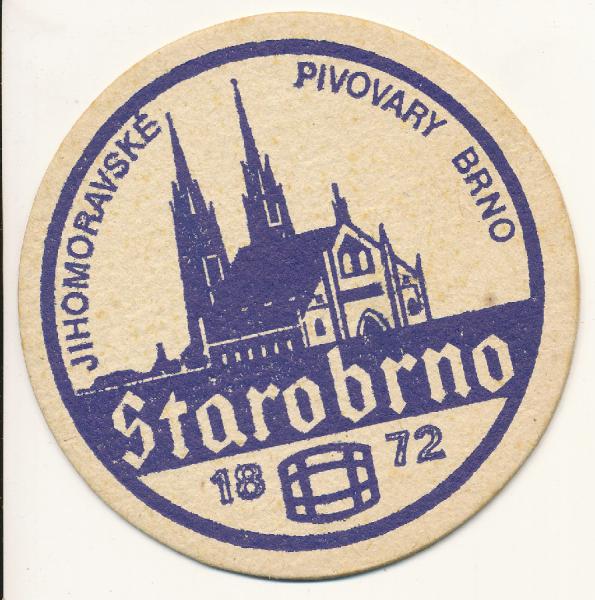 JIHOMORAVSKÉ PIVOVARY BRNO
Starobrno
18 72